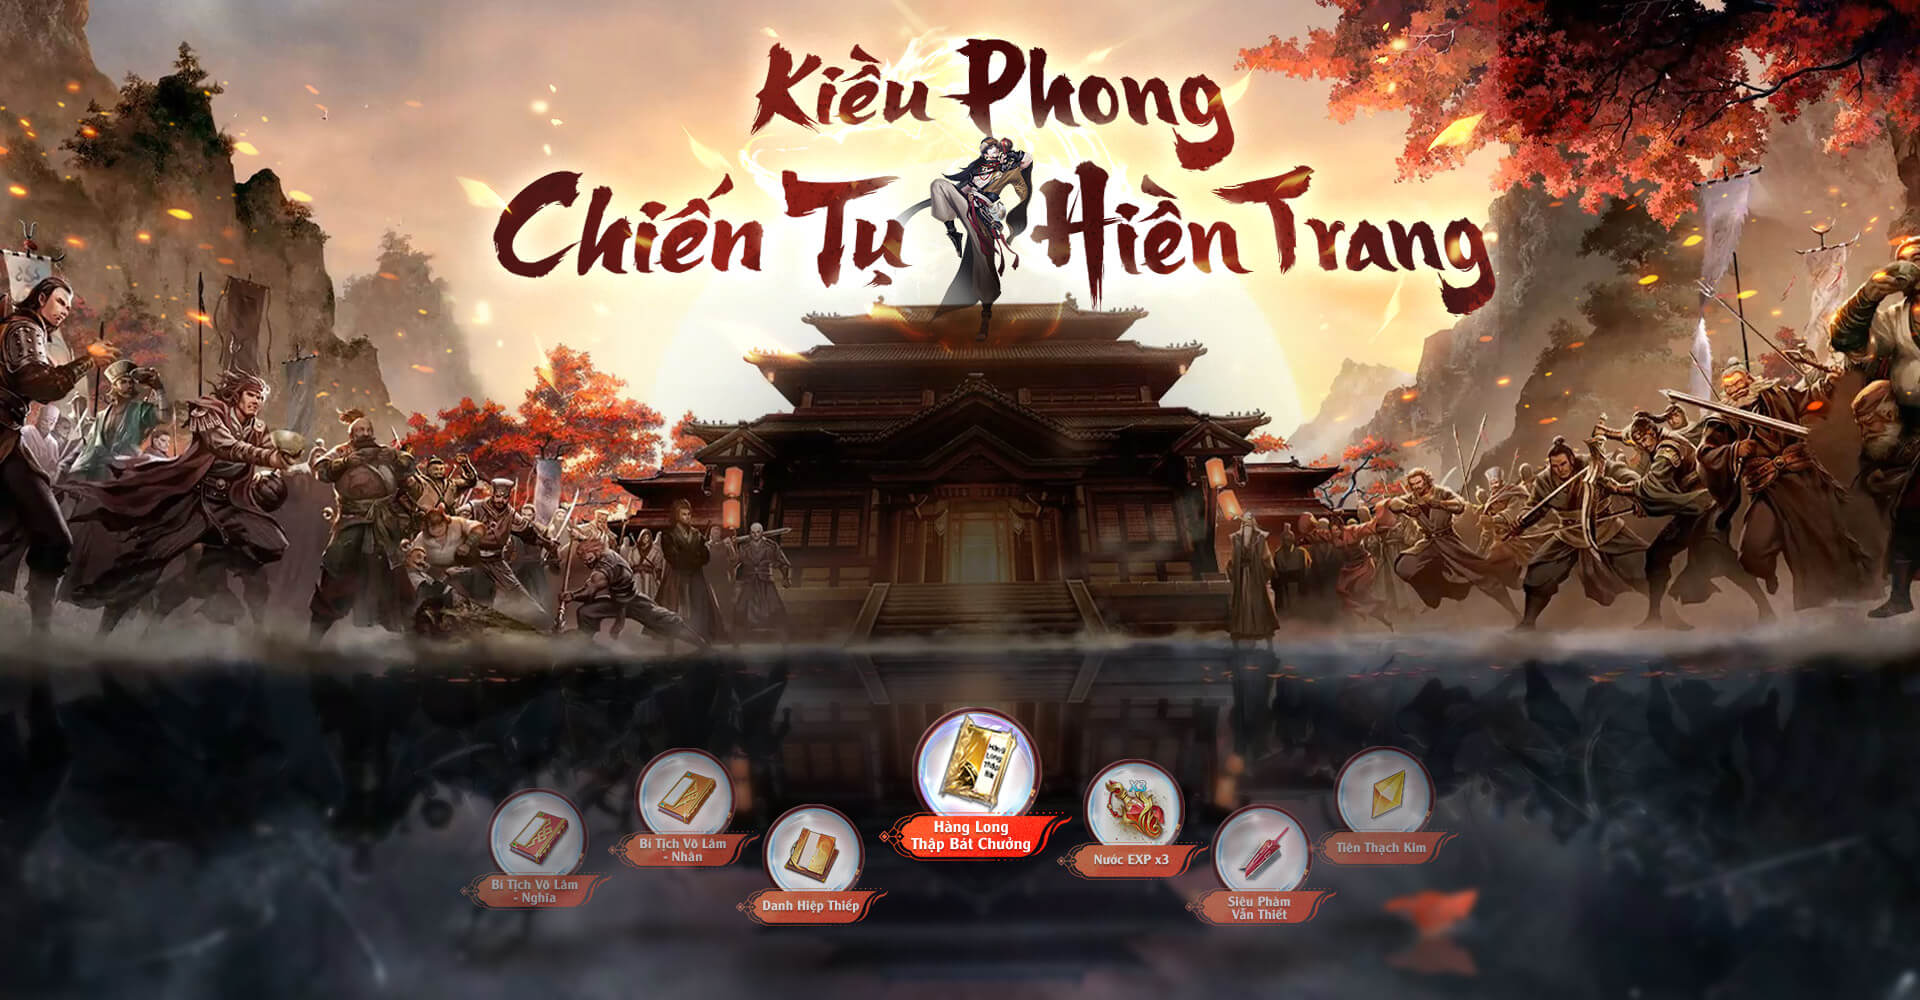 Kiều Phong
Chiến Tụ Hiền Trang
Hàng Long
Thập Bát Chưởng
Bí Tịch Võ Lâm
- Nhân
Nước EXP x3
Tiên Thạch Kim
Bí Tịch Võ Lâm
- Nghĩa
Danh Hiệp Thiếp
Siêu Phàm
Vẫn Thiết
X3